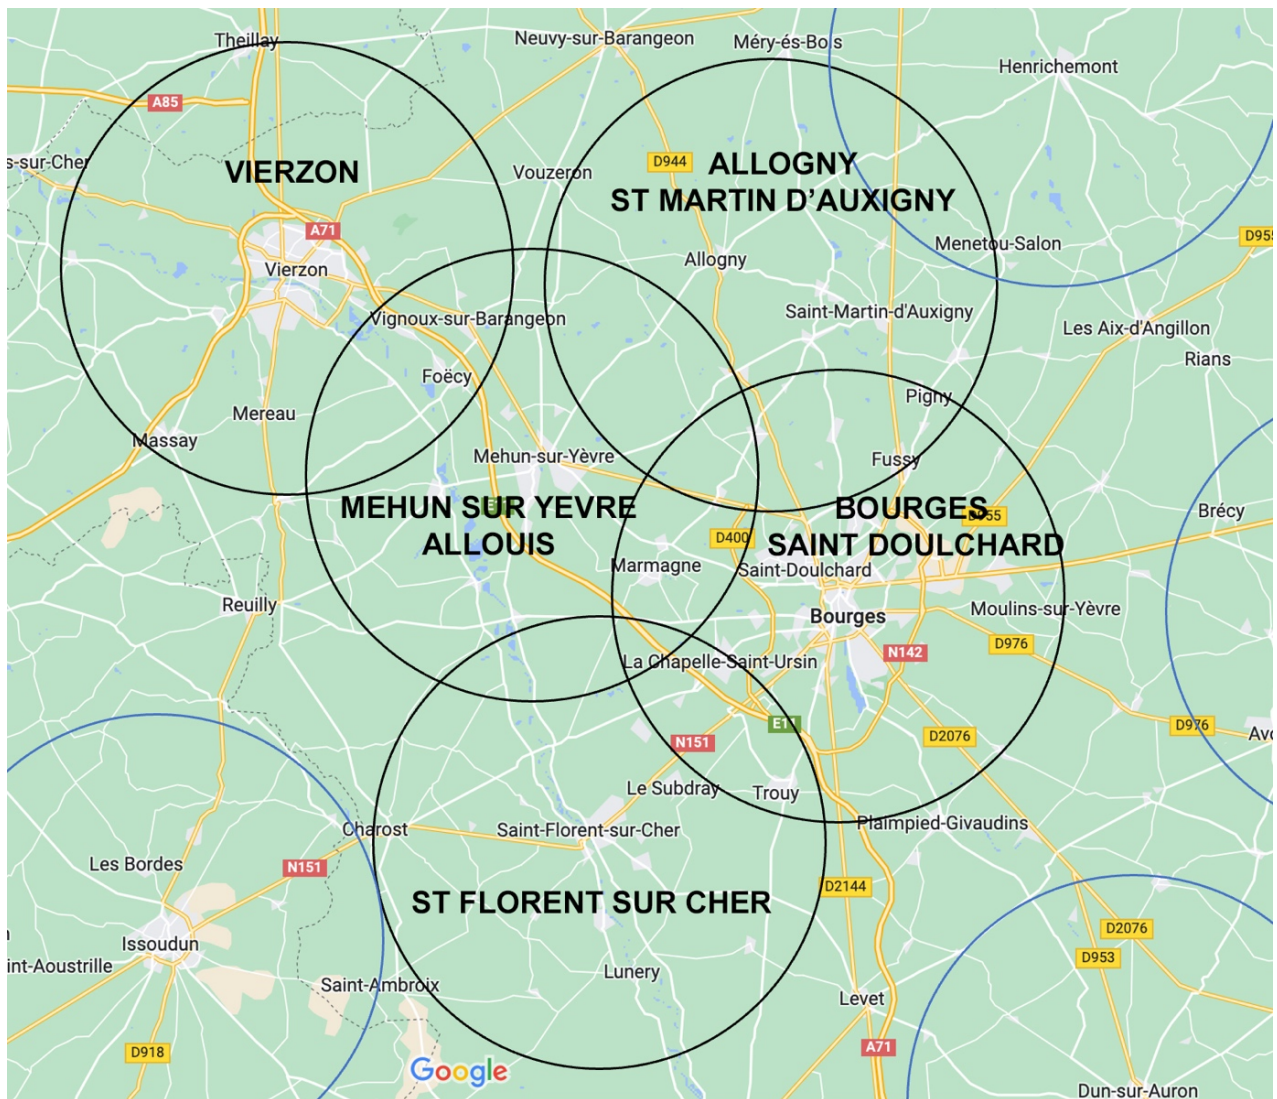 Theillay
Neuvy-sur-Barangeon
Méry-és-Bois
Henrichemont
A85
s-sur-Cher
VIERZON
Vouzeron
D944
ALLOGNY
ST MARTIN D’AUXIGNY
A71
Menetou-Salon
D955
Vierzon
Allogny
Vignoux-sur-Barangeon
Saint-Martin-d'Auxigny
Les Aix-d'Angillon
Rians
Foëcy
Pigny
Mereau
Massay
Mehun-sur-Yèvre
Fussy
MEHUN SUR YEVRE
ALLOUIS
BOURGES
SAINT DOULCHARD
D955
Brécy
D400
Marmagne
Saint-Doulchard
Reuilly
Bourges
Moulins-sur-Yèvre
D976
N142
La Chapelle-Saint-Ursin
E11
D976
Avo
N151
D2076
Le Subdray
Trouy
Charost
Saint-Florent-sur-Cher
Plaimpied-Givaudins
Les Bordes
N151
D2144
ST FLORENT SUR CHER
D2076
Issoudun
D953
int-Aoustrille
Lunery
Saint-Ambroix
Levet
D918
A71
Google
Dun-sur-Auron